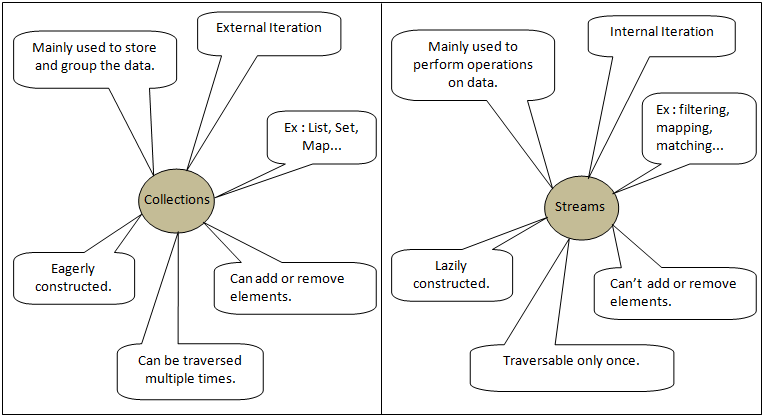 External Iteration
Mainly used to store
and group the data.
Ex : List, Set,
Map...
Collections
Eagerly
constructed.
Can add or remove
elements.
Can be traversed
multiple times.
Internal Iteration
Mainly used to
perform operations
on data.
Ex : filtering,
mapping,
matching...
Streams
Lazily
constructed.
Can’t add or remove
elements.
Traversable only once.